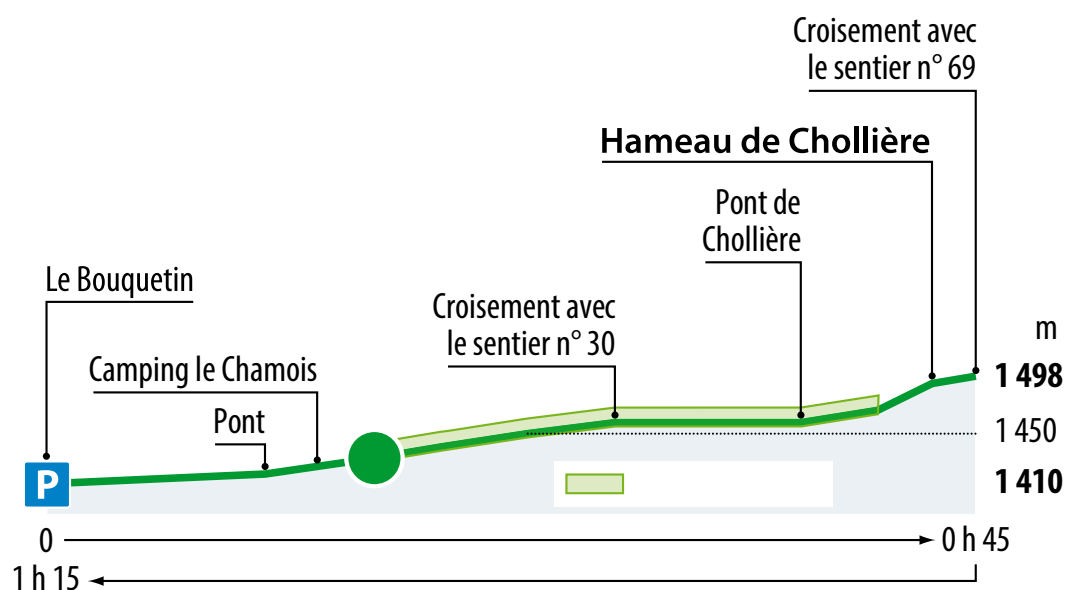 Croisement avec
le sentier n° 69
Hameau de Chollière
Pont de
Chollière
Le Bouquetin
Croisement avec
le sentier n° 30
Camping le Chamois
Pont
m
1 498
1 450
1 410
P
0
0 h 45
1 h 15